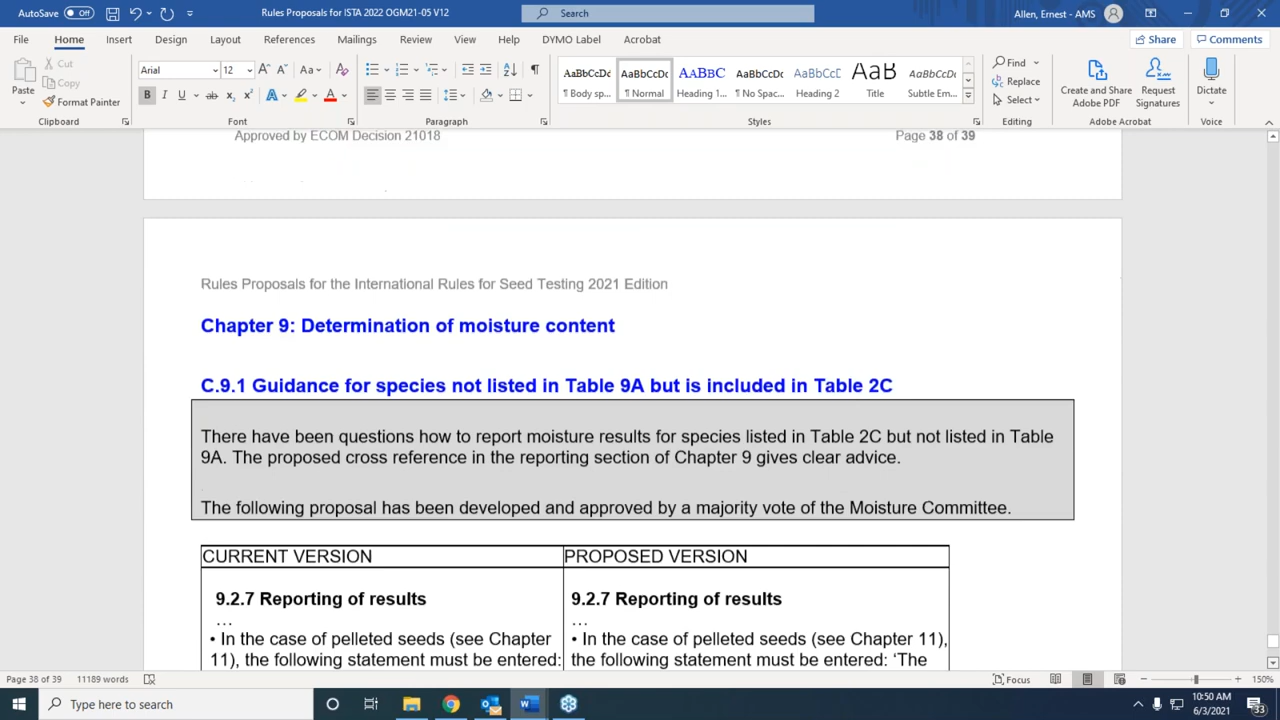 AutoSave Off
Rules Proposals for ISTA 2022 OGM21-05 V12
Search
Allen, Ernest - AMS
File Home Insert Design Layout References Mailings Review View Help DYMO Label Acrobat
Share Comments
Paste
Cut
Copy
Format Painter
Arial 12
Aa
AaBbCcDd AaBbCcDc AaBbC AaBbCcDc AaBbCcD AaB AaBbCcDd
¶ Body sp... ¶ Normal Heading 1... ¶ No Spac... Heading 2 Title Subtle Em...
Find
Replace
Select
Create and Share Adobe PDF
Request Signatures
Dictate
Clipboard Font Paragraph Styles Editing Adobe Acrobat Voice
Approved by ECOM Decision 21018 Page 38 of 39
Rules Proposals for the International Rules for Seed Testing 2021 Edition
Chapter 9: Determination of moisture content
C.9.1 Guidance for species not listed in Table 9A but is included in Table 2C
There have been questions how to report moisture results for species listed in Table 2C but not listed in Table
9A. The proposed cross reference in the reporting section of Chapter 9 gives clear advice.
The following proposal has been developed and approved by a majority vote of the Moisture Committee.
CURRENT VERSION PROPOSED VERSION
9.2.7 Reporting of results 9.2.7 Reporting of results
… …
• In the case of pelleted seeds (see Chapter • In the case of pelleted seeds (see Chapter 11),
11), the following statement must be entered: the following statement must be entered: ‘The
Page 38 of 39 11189 words
Focus
150%
Type here to search
10:50 AM
6/3/2021
33